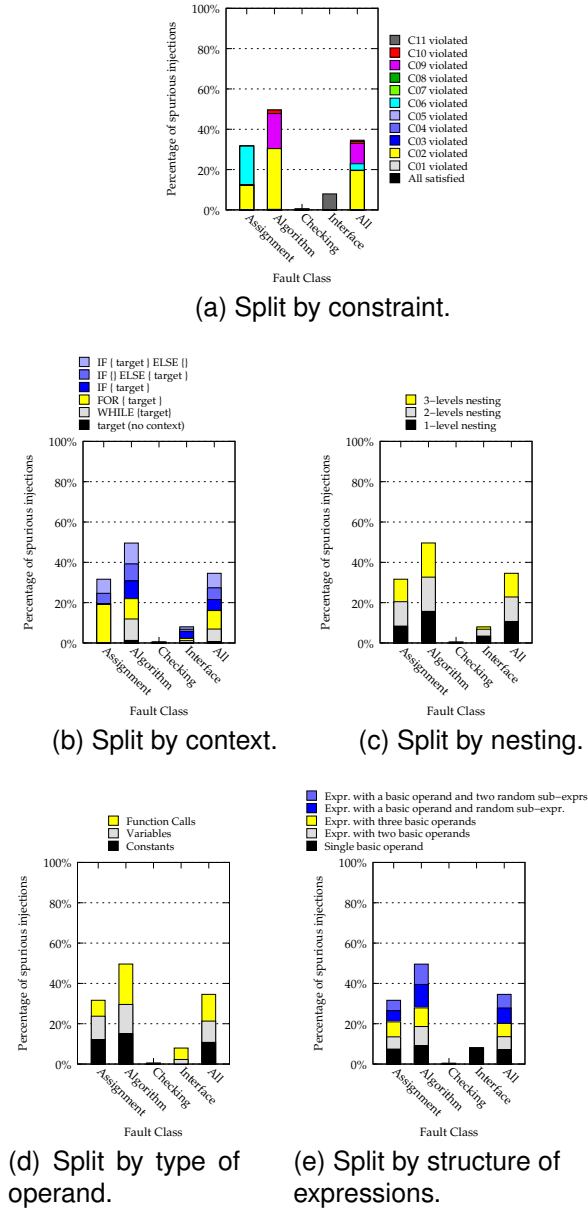 100%
80%
60%
40%
20%
0%
Percentage of spurious injections
Assignment
Algorithm
Checking
Interface
All
Fault Class
C11 violated
C10 violated
C09 violated
C08 violated
C07 violated
C06 violated
C05 violated
C04 violated
C03 violated
C02 violated
C01 violated
All satisfied
(a) Split by constraint.
IF { target } ELSE {}
IF {} ELSE { target }
IF { target }
FOR { target }
WHILE {target}
target (no context)
100%
80%
60%
40%
20%
0%
Percentage of spurious injections
Assignment
Algorithm
Checking
Interface
All
Fault Class
(b) Split by context.
3−levels nesting
2−levels nesting
1−level nesting
100%
80%
60%
40%
20%
0%
Percentage of spurious injections
Assignment
Algorithm
Checking
Interface
All
Fault Class
(c) Split by nesting.
Function Calls
Variables
Constants
100%
80%
60%
40%
20%
0%
Percentage of spurious injections
Assignment
Algorithm
Checking
Interface
All
Fault Class
(d) Split by type of
operand.
Expr. with a basic operand and two random sub−exprs
Expr. with a basic operand and random sub−expr.
Expr. with three basic operands
Expr. with two basic operands
Single basic operand
100%
80%
60%
40%
20%
0%
Percentage of spurious injections
Assignment
Algorithm
Checking
Interface
All
Fault Class
(e) Split by structure of
expressions.